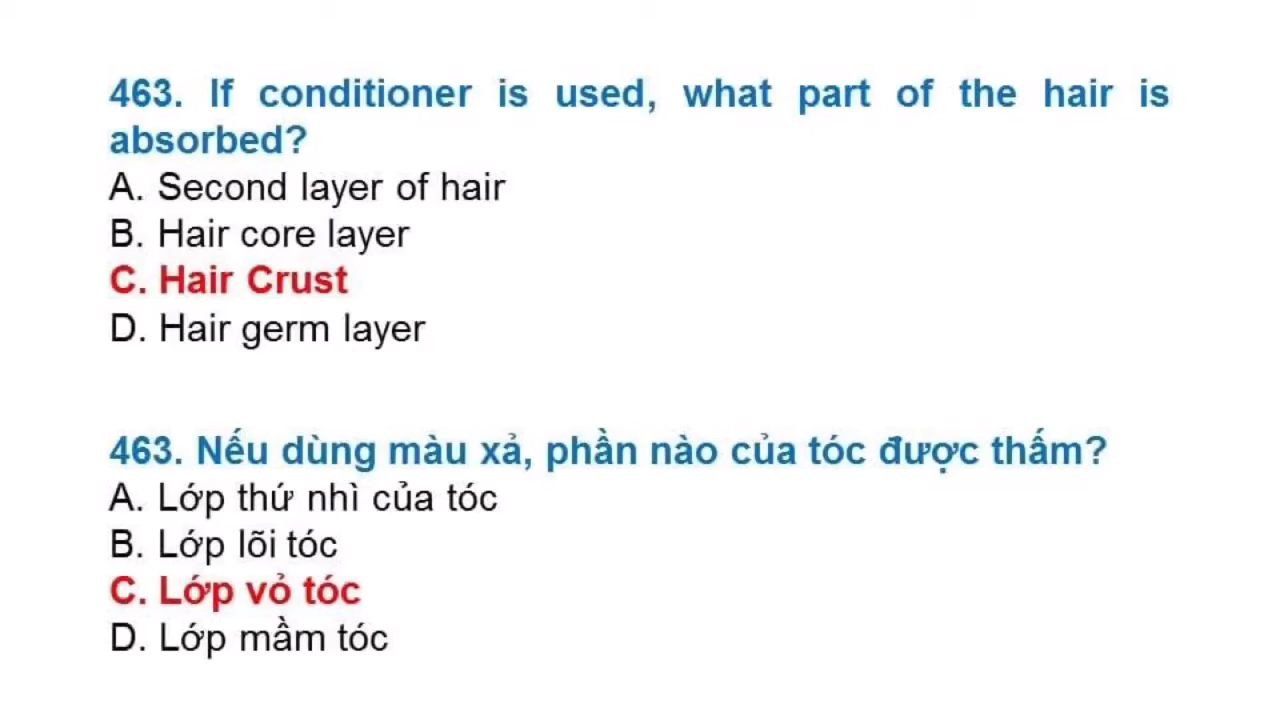 463. If conditioner is used, what part of the hair is
absorbed?
A. Second layer of hair
B. Hair core layer
C. Hair Crust
D. Hair germ layer
463. Nếu dùng màu xả, phần nào của tóc được thấm?
A. Lớp thứ nhì của tóc
B. Lớp lõi tóc
C. Lớp vỏ tóc
D. Lớp mầm tóc